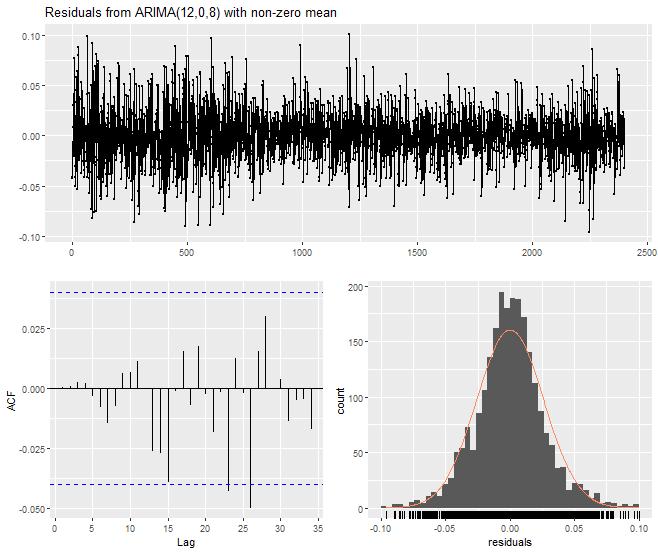 Residuals from ARIMA(12,0,8) with non-zero mean
0.10
0.05
0.00
-0.05
-0.10
0 500 1000 1500 2000 2500
ACF
0.025
0.000
-0.025
-0.050
0 5 10 15 20 25 30 35
Lag
count
200
150
100
50
0
-0.10 -0.05 0.00 0.05 0.10
residuals